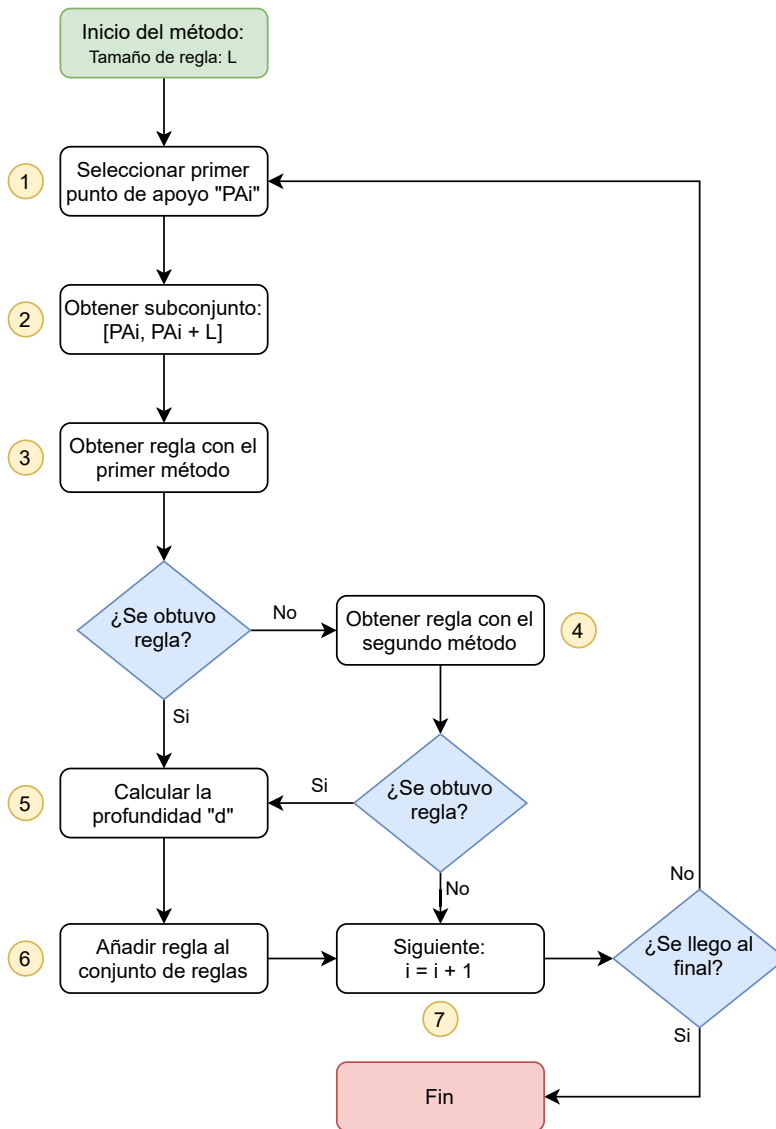 Inicio del método:
Tamaño de regla: L
1
Seleccionar primer
punto de apoyo "PAi"
2
Obtener subconjunto:
[PAi, PAi + L]
3
Obtener regla con el
primer método
¿Se obtuvo
regla?
No
Obtener regla con el
segundo método
4
Si
5
Calcular la
profundidad "d"
Si
¿Se obtuvo
regla?
No
6
Añadir regla al
conjunto de reglas
Siguiente:
i = i + 1
7
¿Se llego al
final?
No
Si
Fin